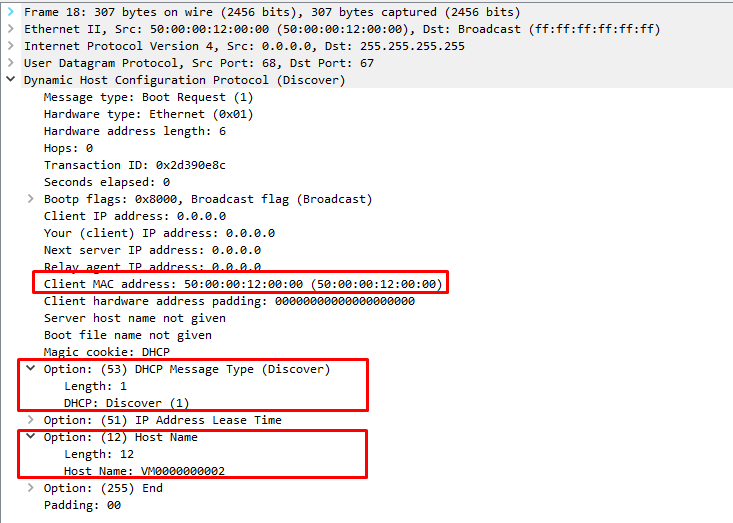 Frame 18: 307 bytes on wire (2456 bits), 307 bytes captured (2456 bits)
Ethernet II, Src: 50:00:00:12:00:00 (50:00:00:12:00:00), Dst: Broadcast (ff:ff:ff:ff:ff:ff)
Internet Protocol Version 4, Src: 0.0.0.0, Dst: 255.255.255.255
User Datagram Protocol, Src Port: 68, Dst Port: 67
Dynamic Host Configuration Protocol (Discover)
Message type: Boot Request (1)
Hardware type: Ethernet (0x01)
Hardware address length: 6
Hops: 0
Transaction ID: 0x2d390e8c
Seconds elapsed: 0
Bootp flags: 0x8000, Broadcast flag (Broadcast)
Client IP address: 0.0.0.0
Your (client) IP address: 0.0.0.0
Next server IP address: 0.0.0.0
Relay agent IP address: 0.0.0.0
Client MAC address: 50:00:00:12:00:00 (50:00:00:12:00:00)
Client hardware address padding: 00000000000000000000
Server host name not given
Boot file name not given
Magic cookie: DHCP
Option: (53) DHCP Message Type (Discover)
Length: 1
DHCP: Discover (1)
Option: (51) IP Address Lease Time
Option: (12) Host Name
Length: 12
Host Name: VM0000000002
Option: (255) End
Padding: 00